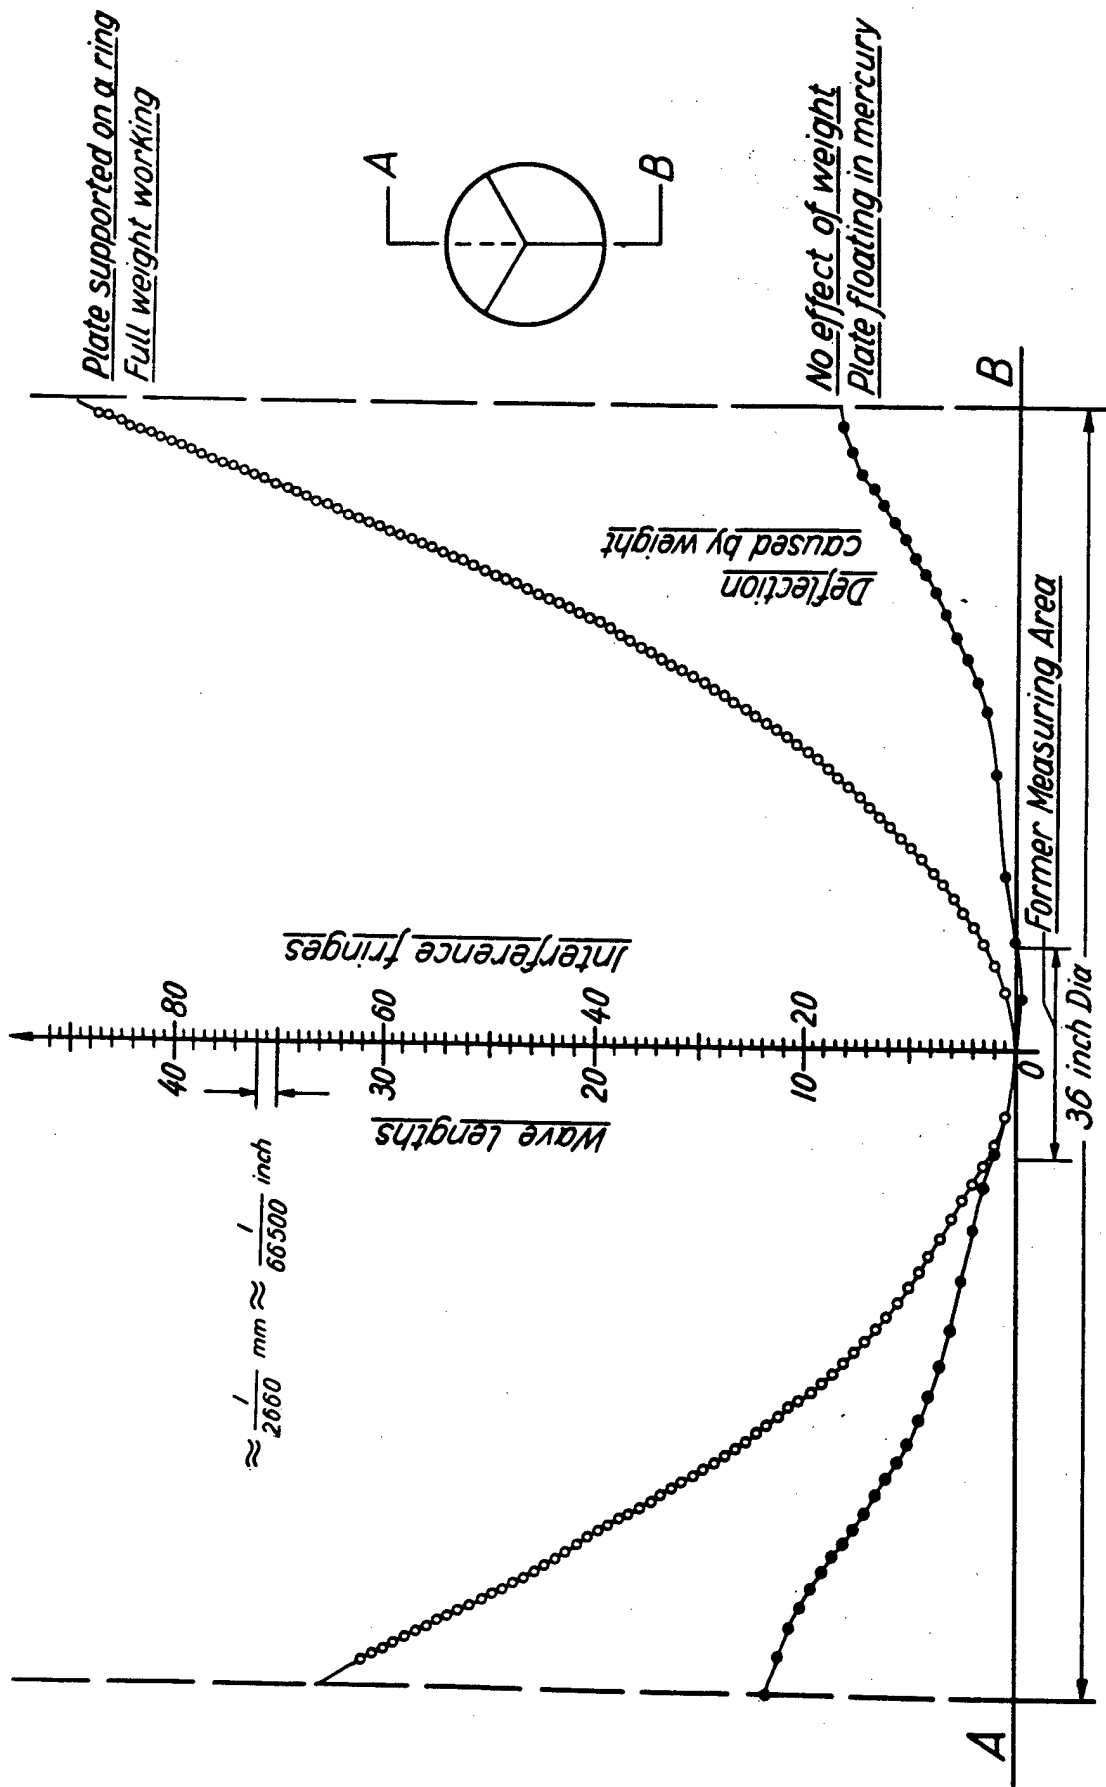 Plate supported on a ring
Full weight working
A
B
No effect of weight
Plate floating in mercury
Deflection
caused by weight
Interference fringes
Wave lengths
80
60
40
20
40
30
20
10
0
≈ 1/2660 mm ≈ 1/66500 inch
Former Measuring Area
36 inch Dia
A
B